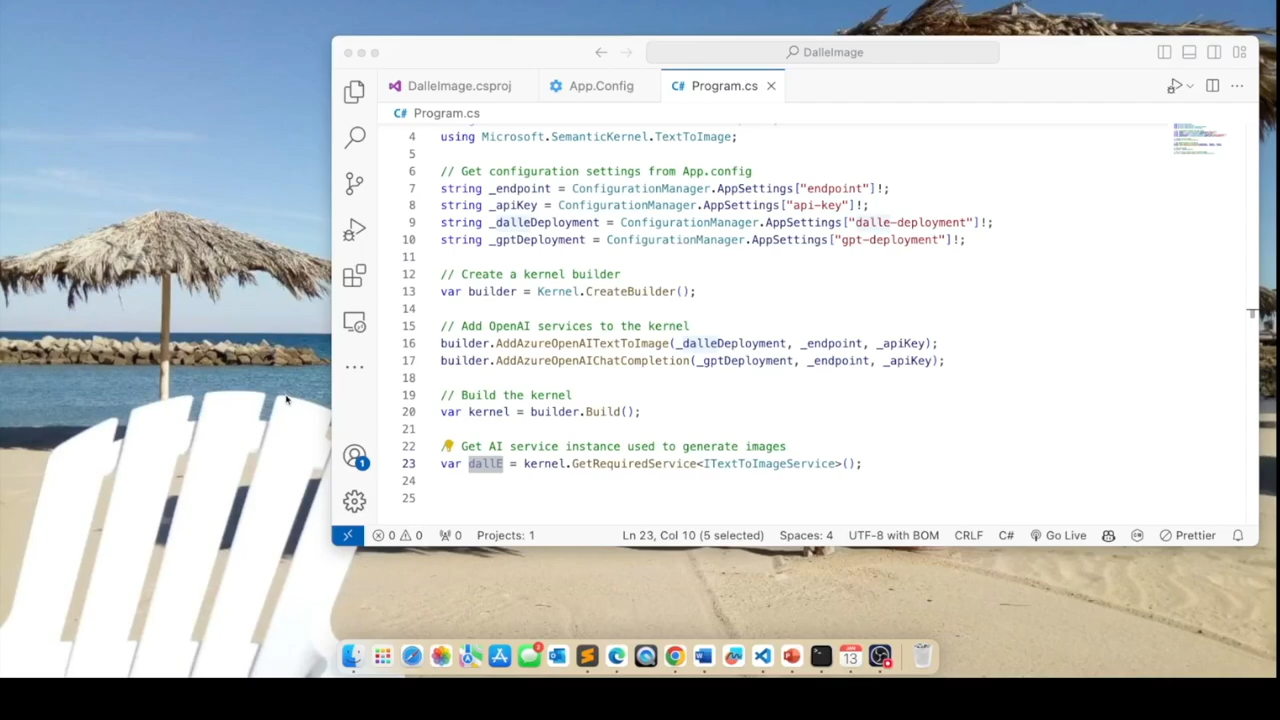 DalleImage
DalleImage.csproj
App.Config
C# Program.cs
C# Program.cs
4 using Microsoft.SemanticKernel.TextToImage;
5
6 // Get configuration settings from App.config
7 string _endpoint = ConfigurationManager.AppSettings["endpoint"]!;
8 string _apiKey = ConfigurationManager.AppSettings["api-key"]!;
9 string _dalleDeployment = ConfigurationManager.AppSettings["dalle-deployment"]!;
10 string _gptDeployment = ConfigurationManager.AppSettings["gpt-deployment"]!;
11
12 // Create a kernel builder
13 var builder = Kernel.CreateBuilder();
14
15 // Add OpenAI services to the kernel
16 builder.AddAzureOpenAITextToImage(_dalleDeployment, _endpoint, _apiKey);
17 builder.AddAzureOpenAIChatCompletion(_gptDeployment, _endpoint, _apiKey);
18
19 // Build the kernel
20 var kernel = builder.Build();
21
22 Get AI service instance used to generate images
23 var dallE = kernel.GetRequiredService<ITextToImageService>();
24
25
1
0 0 0 Projects: 1 Ln 23, Col 10 (5 selected) Spaces: 4 UTF-8 with BOM CRLF C# Go Live Prettier
JAN
13